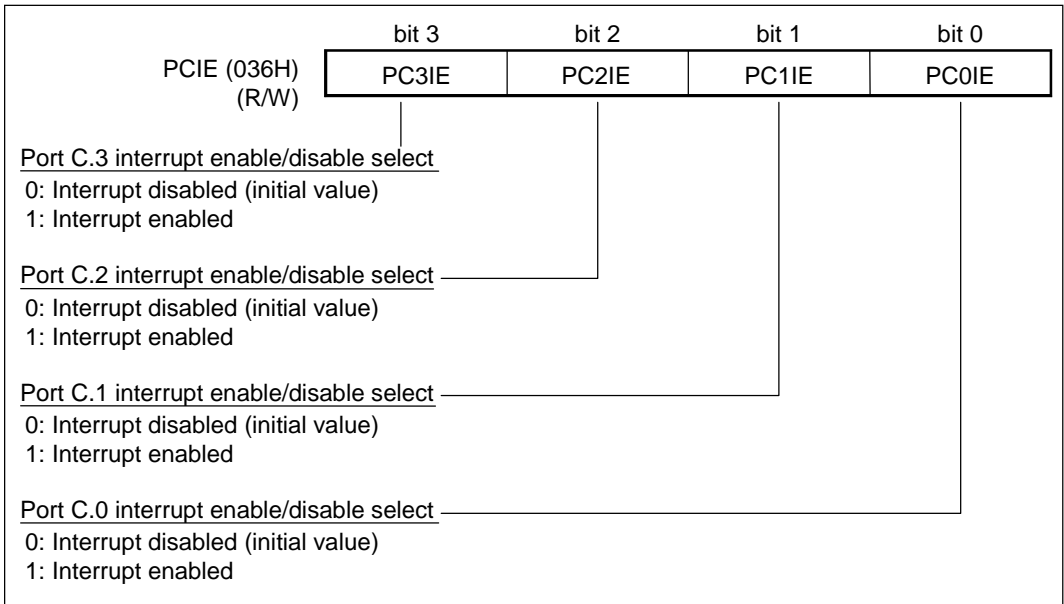 bit 3 bit 2 bit 1 bit 0
PCIE (036H) PC3IE PC2IE PC1IE PC0IE
(R/W)
Port C.3 interrupt enable/disable select
0: Interrupt disabled (initial value)
1: Interrupt enabled
Port C.2 interrupt enable/disable select
0: Interrupt disabled (initial value)
1: Interrupt enabled
Port C.1 interrupt enable/disable select
0: Interrupt disabled (initial value)
1: Interrupt enabled
Port C.0 interrupt enable/disable select
0: Interrupt disabled (initial value)
1: Interrupt enabled